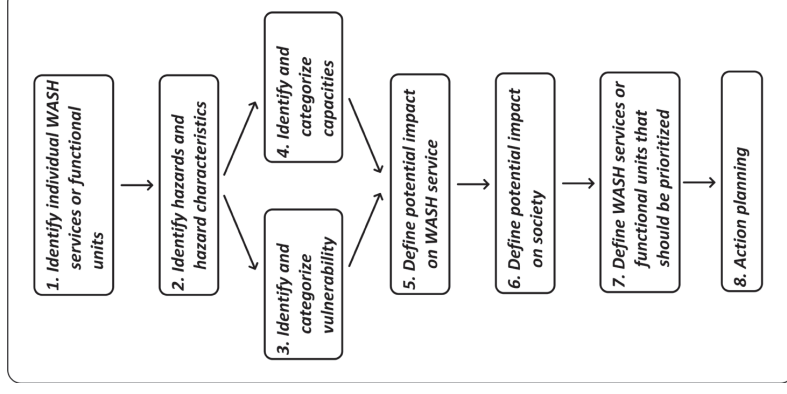 1. Identify individual WASH
services or functional
units
2. Identify hazards and
hazard characteristics
3. Identify and
categorize
vulnerability
4. Identify and
categorize
capacities
5. Define potential impact
on WASH service
6. Define potential impact
on society
7. Define WASH services or
functional units that
should be prioritized
8. Action planning